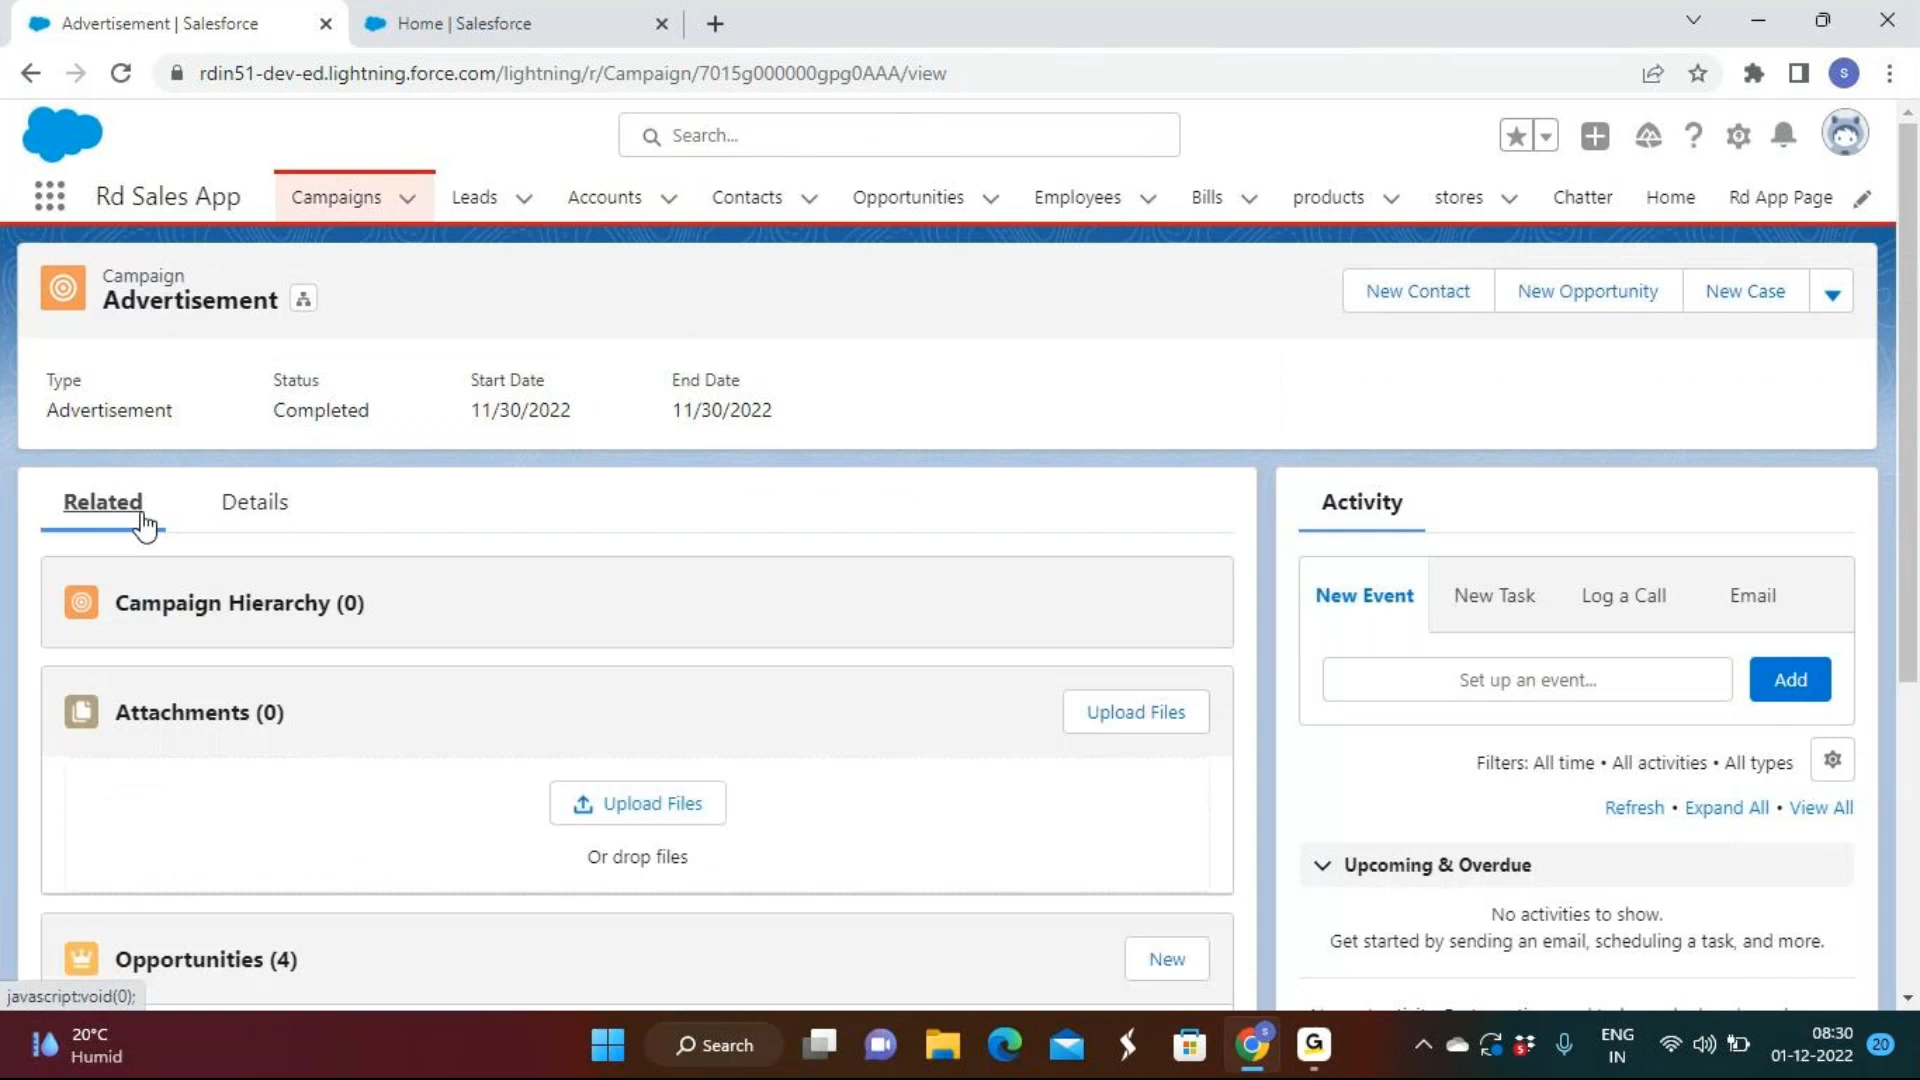 Advertisement | Salesforce
Home | Salesforce
rdin51-dev-ed.lightning.force.com/lightning/r/Campaign/7015g000000gpg0AAA/view
S
Search...
Rd Sales App
Campaigns
Leads
Accounts
Contacts
Opportunities
Employees
Bills
products
stores
Chatter
Home
Rd App Page
Campaign
Advertisement
New Contact
New Opportunity
New Case
Type
Status
Start Date
End Date
Advertisement
Completed
11/30/2022
11/30/2022
Related
Details
Activity
Campaign Hierarchy (0)
New Event
New Task
Log a Call
Email
Set up an event...
Add
Attachments (0)
Upload Files
Filters: All time • All activities • All types
Upload Files
Refresh • Expand All • View All
Or drop files
Upcoming & Overdue
No activities to show.
Get started by sending an email, scheduling a task, and more.
Opportunities (4)
New
javascript:void(0);
20°C
Humid
Search
ENG
IN
08:30
01-12-2022
20